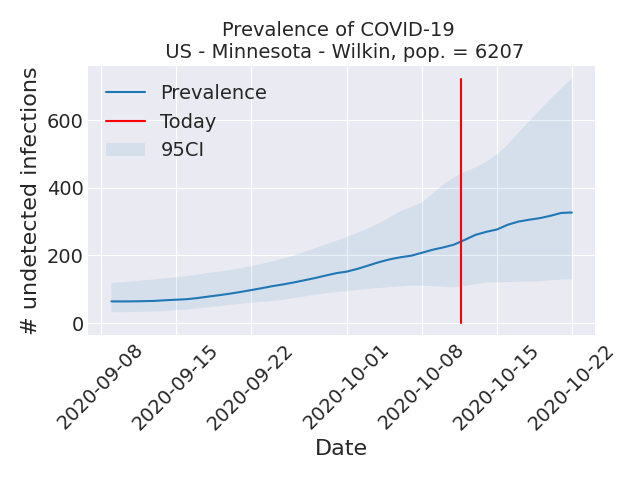 Prevalence of COVID-19
US - Minnesota - Wilkin, pop. = 6207
Prevalence
Today
95CI
# undetected infections
600
400
200
0
2020-09-08
2020-09-15
2020-09-22
2020-10-01
2020-10-08
2020-10-15
2020-10-22
Date